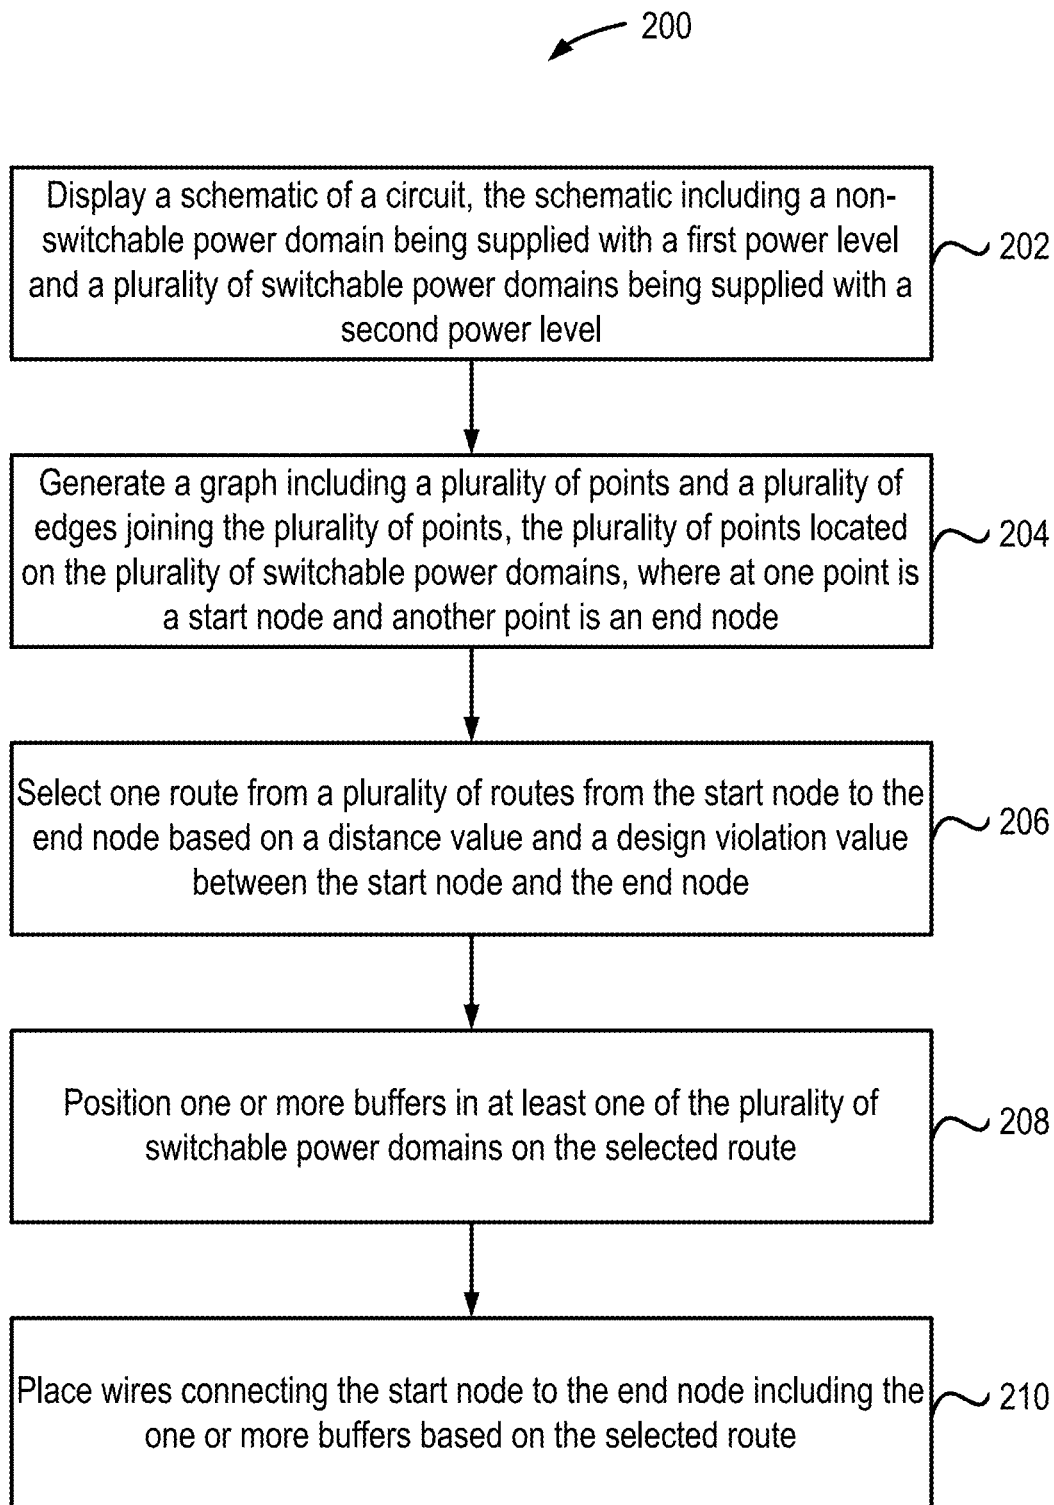 200
Display a schematic of a circuit, the schematic including a non-
switchable power domain being supplied with a first power level
and a plurality of switchable power domains being supplied with a
second power level
202
Generate a graph including a plurality of points and a plurality of
edges joining the plurality of points, the plurality of points located
on the plurality of switchable power domains, where at one point is
a start node and another point is an end node
204
Select one route from a plurality of routes from the start node to the
end node based on a distance value and a design violation value
between the start node and the end node
206
Position one or more buffers in at least one of the plurality of
switchable power domains on the selected route
208
Place wires connecting the start node to the end node including the
one or more buffers based on the selected route
210